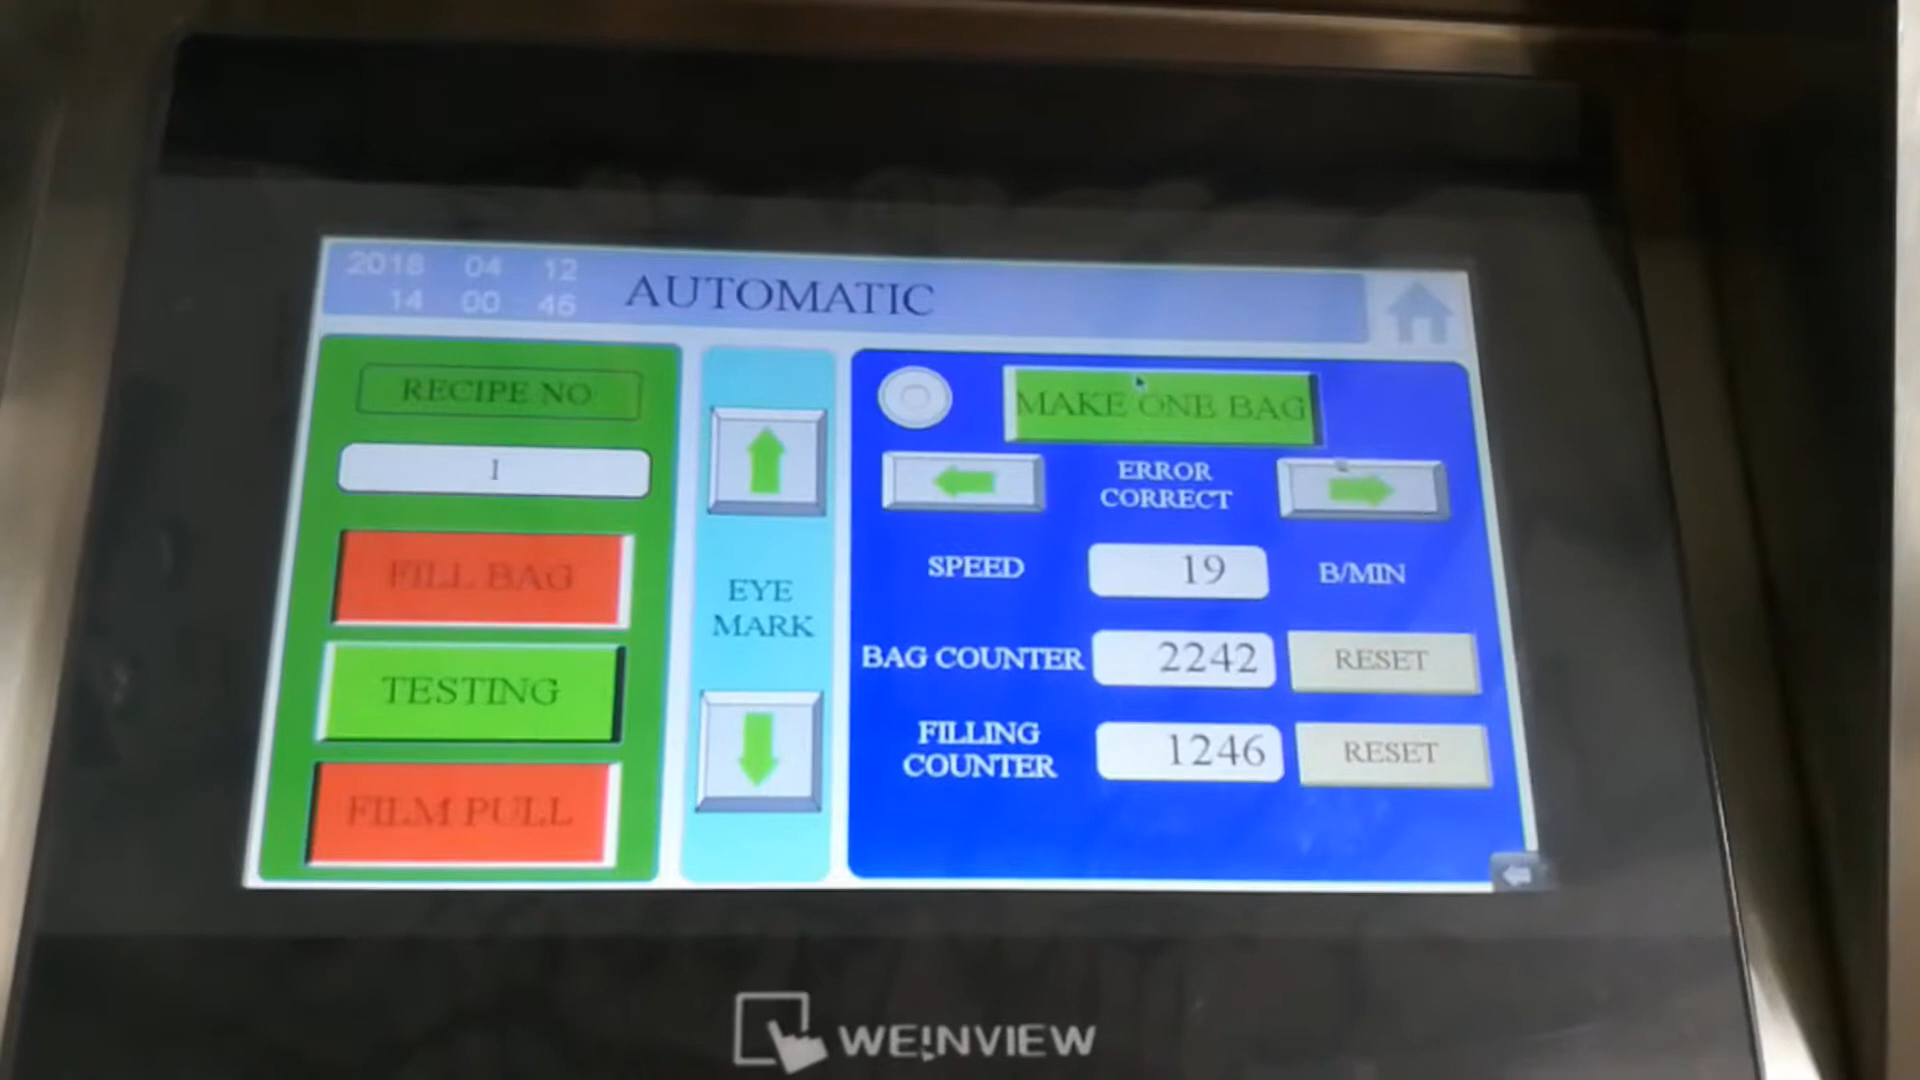 2018 04 12
14 00 46
AUTOMATIC
RECIPE NO
1
FILL BAG
TESTING
FILM PULL
EYE
MARK
MAKE ONE BAG
ERROR
CORRECT
SPEED 19 B/MIN
BAG COUNTER 2242 RESET
FILLING
COUNTER 1246 RESET
WEINVIEW